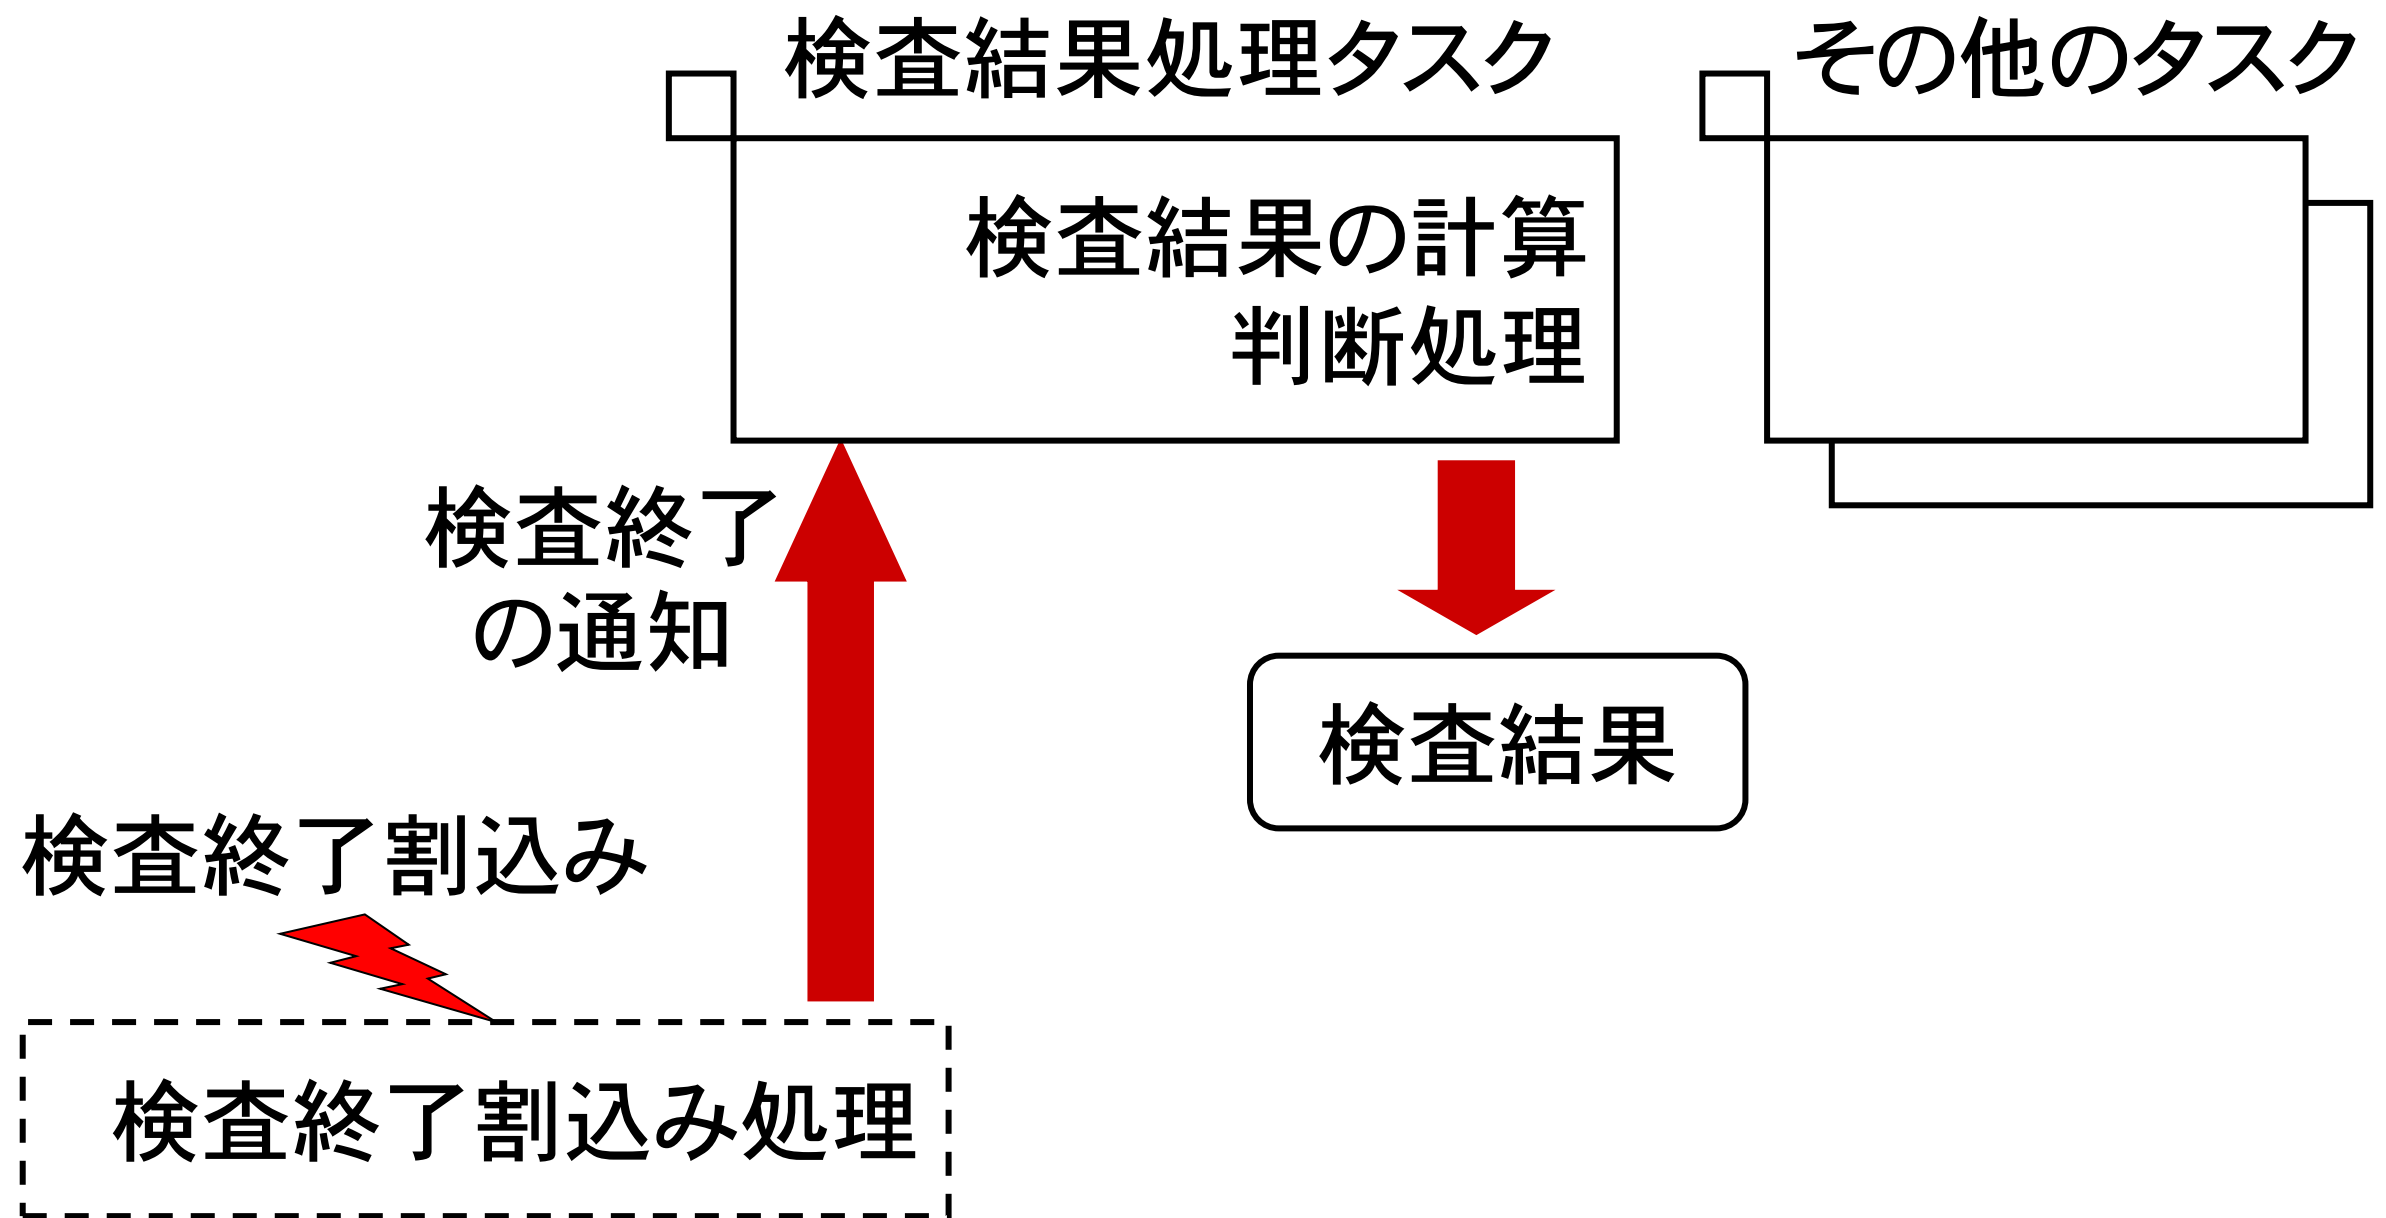 検査結果処理タスク
その他のタスク
検査結果の計算
判断処理
検査終了
の通知
検査結果
検査終了割込み
検査終了割込み処理